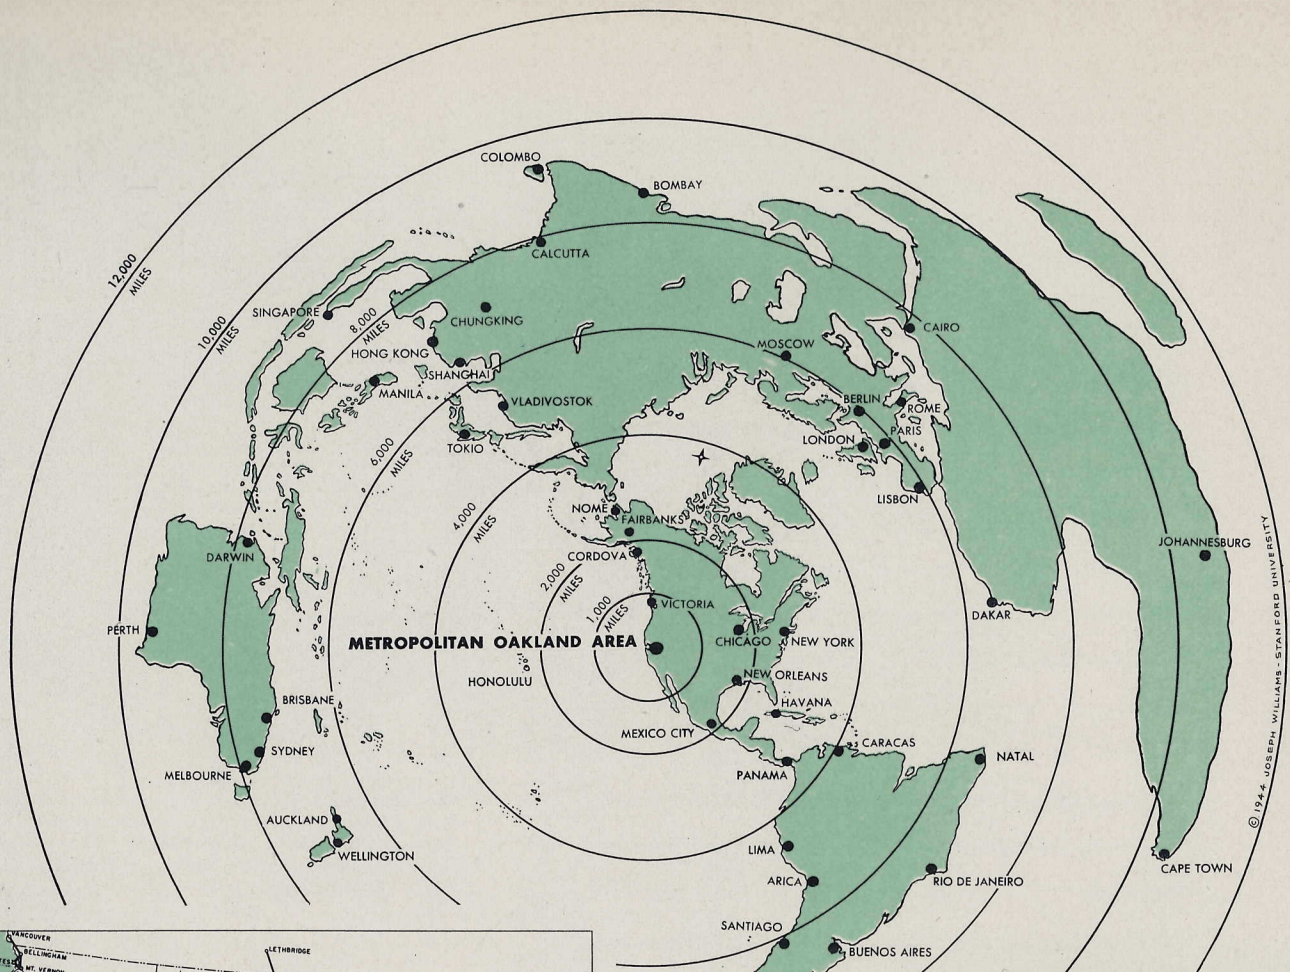 COLOMBO
BOMBAY
CALCUTTA
12,000
MILES
10,000
MILES
SINGAPORE
8,000
MILES
CHUNGKING
HONG KONG
SHANGHAI
MANILA
CAIRO
MOSCOW
VLADIVOSTOK
BERLIN
ROME
PARIS
LONDON
TOKIO
6,000
MILES
LISBON
4,000
MILES
NOME
FAIRBANKS
CORDOVA
DARWIN
JOHANNESBURG
2,000
MILES
1,000
MILES
VICTORIA
DAKAR
PERTH
METROPOLITAN OAKLAND AREA
CHICAGO
NEW YORK
HONOLULU
NEW ORLEANS
HAVANA
BRISBANE
MEXICO CITY
SYDNEY
MELBOURNE
CARACAS
PANAMA
NATAL
AUCKLAND
WELLINGTON
LIMA
ARICA
RIO DE JANEIRO
CAPE TOWN
SANTIAGO
BUENOS AIRES
© 1944 JOSEPH WILLIAMS - STANFORD UNIVERSITY
VANCOUVER
BELLINGHAM
MT. VERNON
LETHBRIDGE